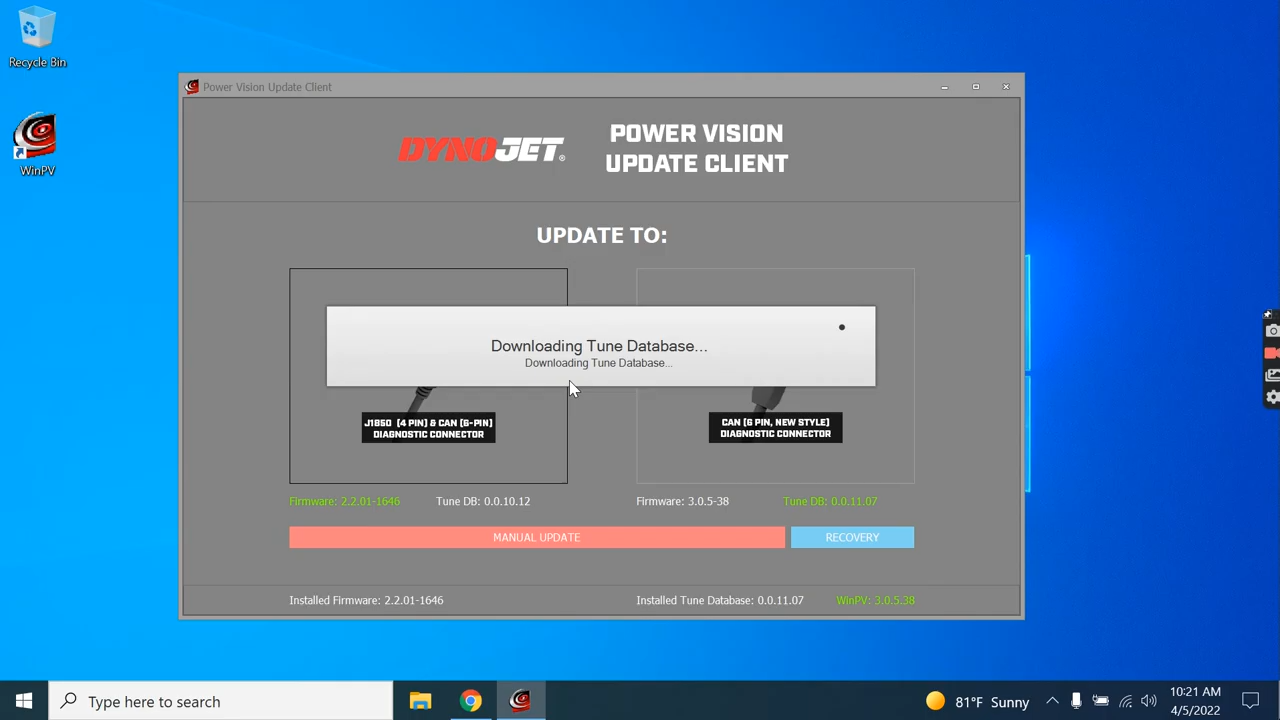 Recycle Bin
WinPV
Power Vision Update Client
DYNOJET®
POWER VISION
UPDATE CLIENT
UPDATE TO:
Downloading Tune Database...
Downloading Tune Database...
J1850 (4 PIN) & CAN (6-PIN)
DIAGNOSTIC CONNECTOR
CAN (6 PIN, NEW STYLE)
DIAGNOSTIC CONNECTOR
Firmware: 2.2.01-1646
Tune DB: 0.0.10.12
Firmware: 3.0.5-38
Tune DB: 0.0.11.07
MANUAL UPDATE
RECOVERY
Installed Firmware: 2.2.01-1646
Installed Tune Database: 0.0.11.07
WinPV: 3.0.5.38
Type here to search
81°F Sunny
10:21 AM
4/5/2022